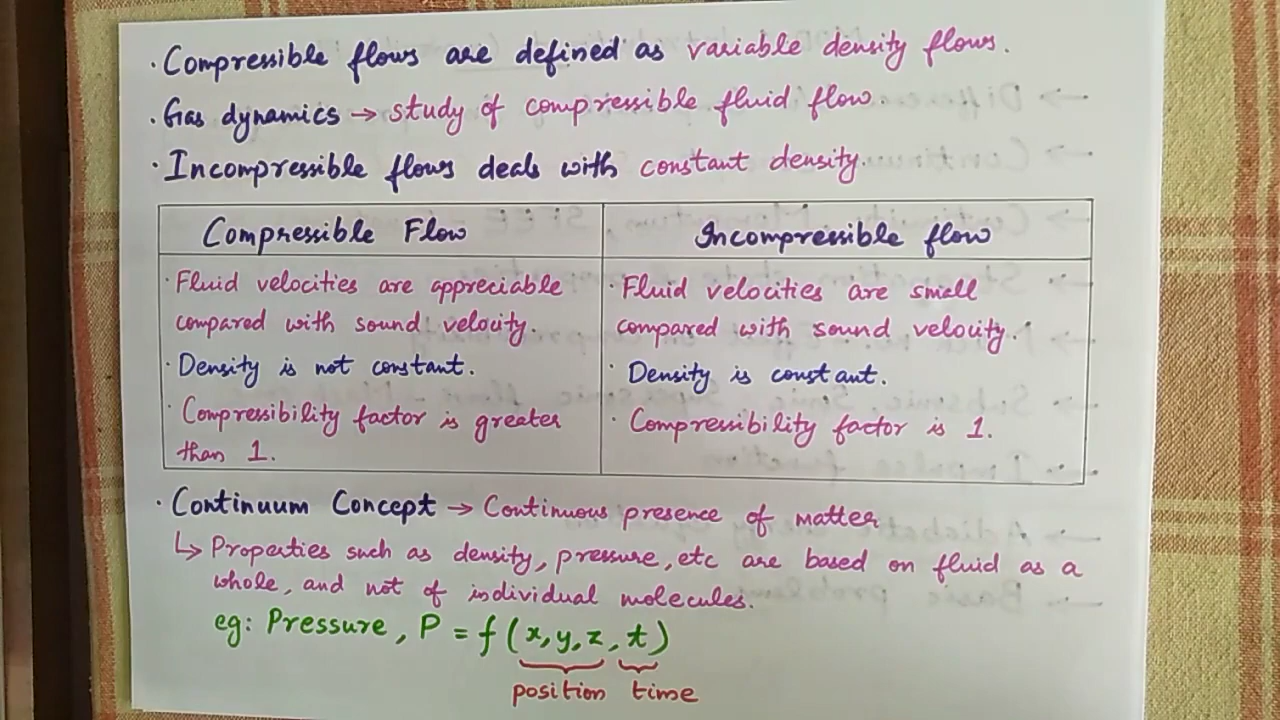 · Compressible flows are defined as variable density flows.
· Gas dynamics → study of compressible fluid flow
· Incompressible flows deals with constant density.
Compressible Flow
· Fluid velocities are appreciable
compared with sound velocity.
· Density is not constant.
· Compressibility factor is greater
than 1.
Incompressible flow
· Fluid velocities are small
compared with sound velocity.
· Density is constant.
· Compressibility factor is 1.
· Continuum Concept → Continuous presence of matter
↳ Properties such as density, pressure, etc are based on fluid as a
whole, and not of individual molecules.
eg: Pressure, P = f (x, y, z, t)
position time